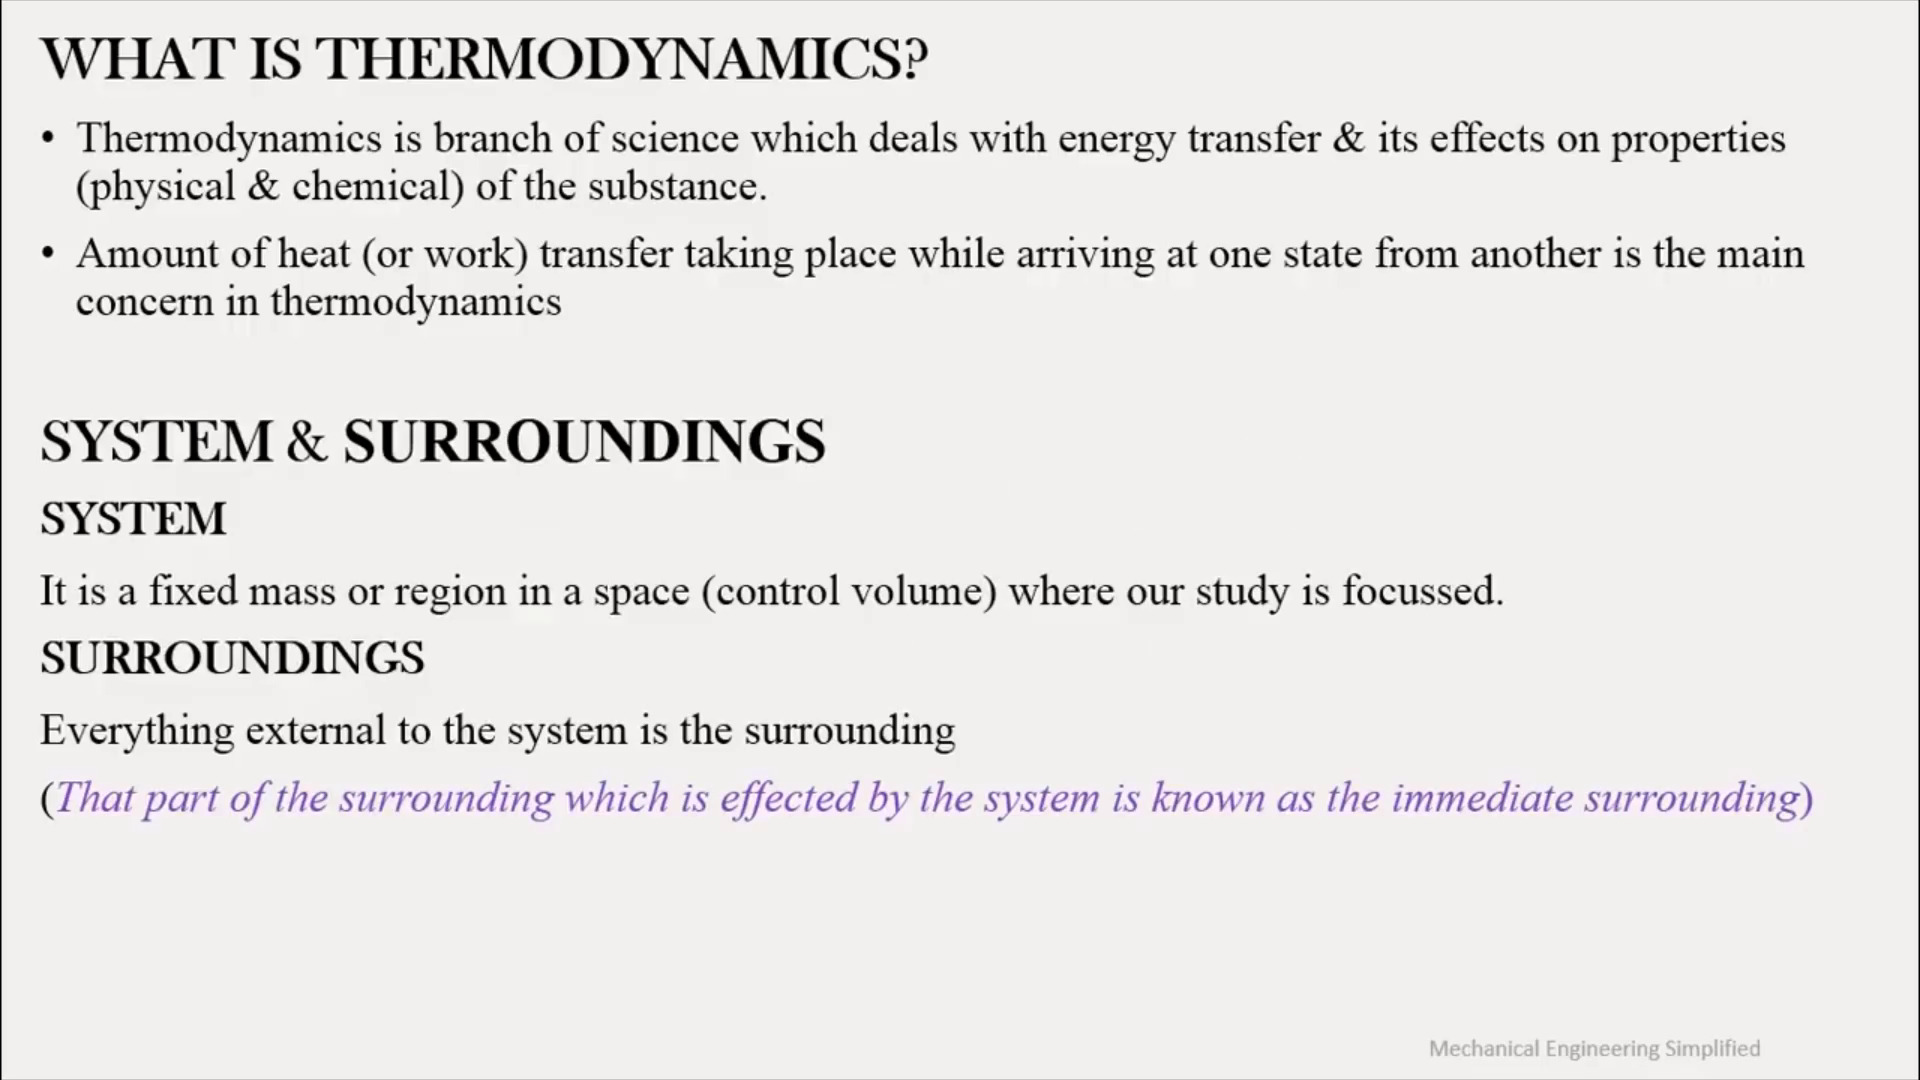 WHAT IS THERMODYNAMICS?
• Thermodynamics is branch of science which deals with energy transfer & its effects on properties
(physical & chemical) of the substance.
• Amount of heat (or work) transfer taking place while arriving at one state from another is the main
concern in thermodynamics
SYSTEM & SURROUNDINGS
SYSTEM
It is a fixed mass or region in a space (control volume) where our study is focussed.
SURROUNDINGS
Everything external to the system is the surrounding
(That part of the surrounding which is effected by the system is known as the immediate surrounding)
Mechanical Engineering Simplified